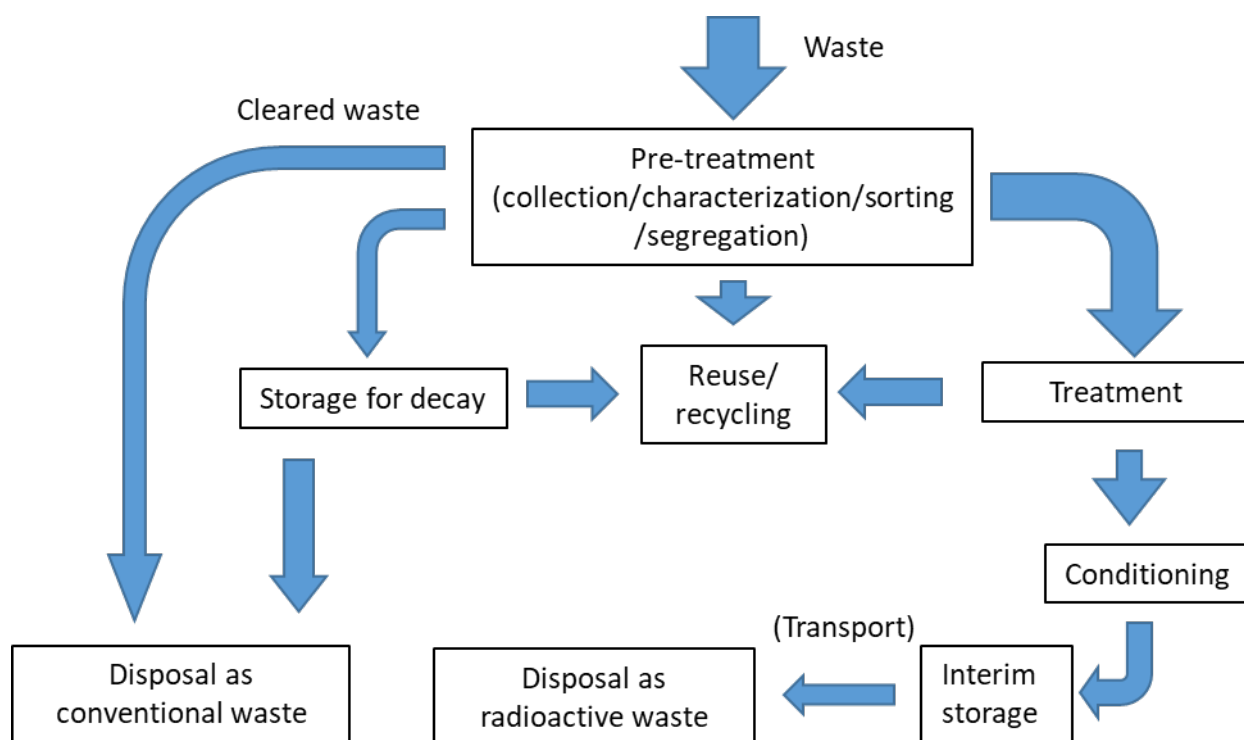 Waste
Cleared waste
Pre-treatment
(collection/characterization/sorting
/segregation)
Storage for decay
Reuse/
recycling
Treatment
Conditioning
(Transport)
Disposal as
conventional waste
Disposal as
radioactive waste
Interim
storage